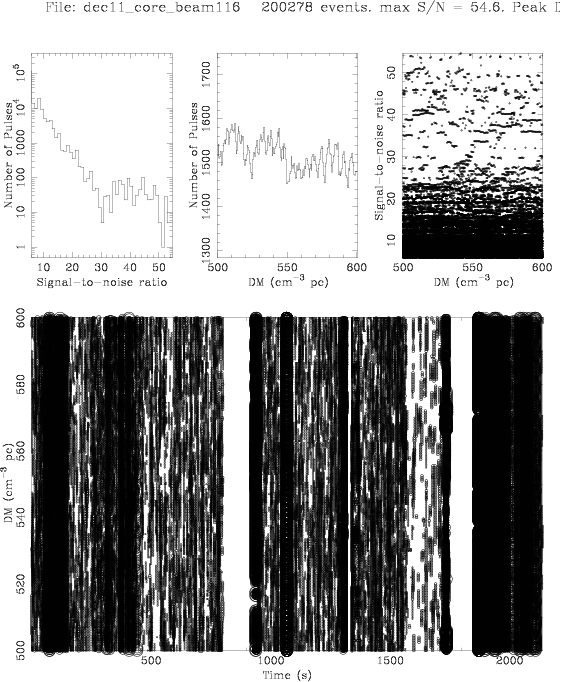 File: dec11_core_beam116 200278 events. max S/N = 54.6. Peak D
Number of Pulses
1 10 100 1000 10⁴ 10⁵
10 20 30 40 50
Signal-to-noise ratio
Number of Pulses
1300 1400 1500 1600 1700
500 550 600
DM (cm⁻³ pc)
Signal-to-noise ratio
10 20 30 40 50
500 550 600
DM (cm⁻³ pc)
DM (cm⁻³ pc)
500 520 540 560 580 600
500 1000 1500 2000
Time (s)